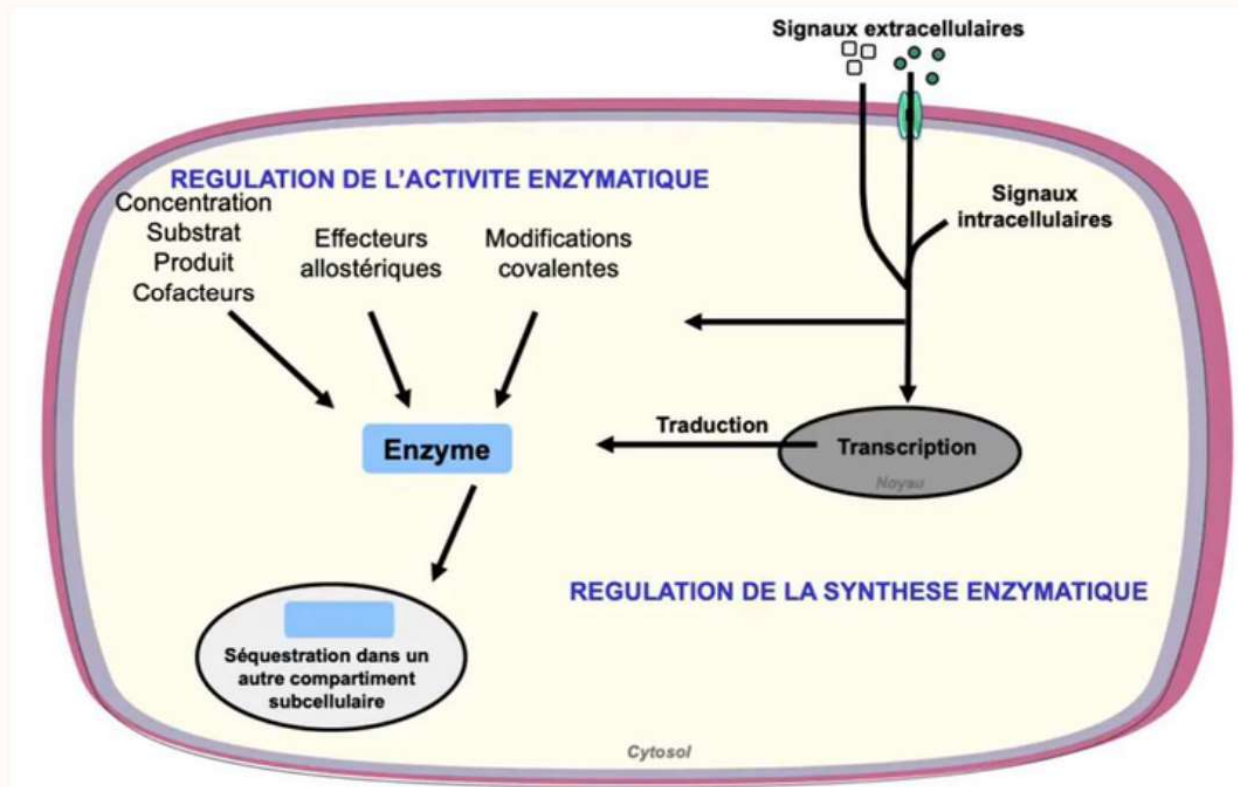 Signaux extracellulaires
REGULATION DE L'ACTIVITE ENZYMATIQUE
Concentration
Substrat
Produit
Cofacteurs
Effecteurs
allostériques
Modifications
covalentes
Signaux
intracellulaires
Enzyme
Traduction
Transcription
Noyau
REGULATION DE LA SYNTHESE ENZYMATIQUE
Séquestration dans un
autre compartiment
subcellulaire
Cytosol